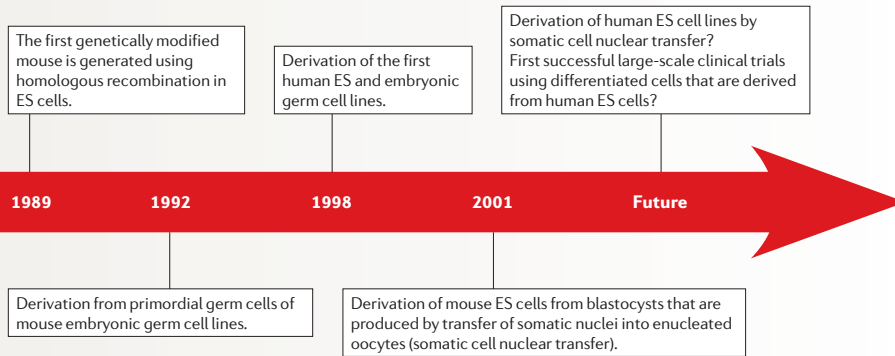 The first genetically modified
mouse is generated using
homologous recombination in
ES cells.
Derivation of the first
human ES and embryonic
germ cell lines.
Derivation of human ES cell lines by
somatic cell nuclear transfer?
First successful large-scale clinical trials
using differentiated cells that are derived
from human ES cells?
1989
1992
1998
2001
Future
Derivation from primordial germ cells of
mouse embryonic germ cell lines.
Derivation of mouse ES cells from blastocysts that are
produced by transfer of somatic nuclei into enucleated
oocytes (somatic cell nuclear transfer).